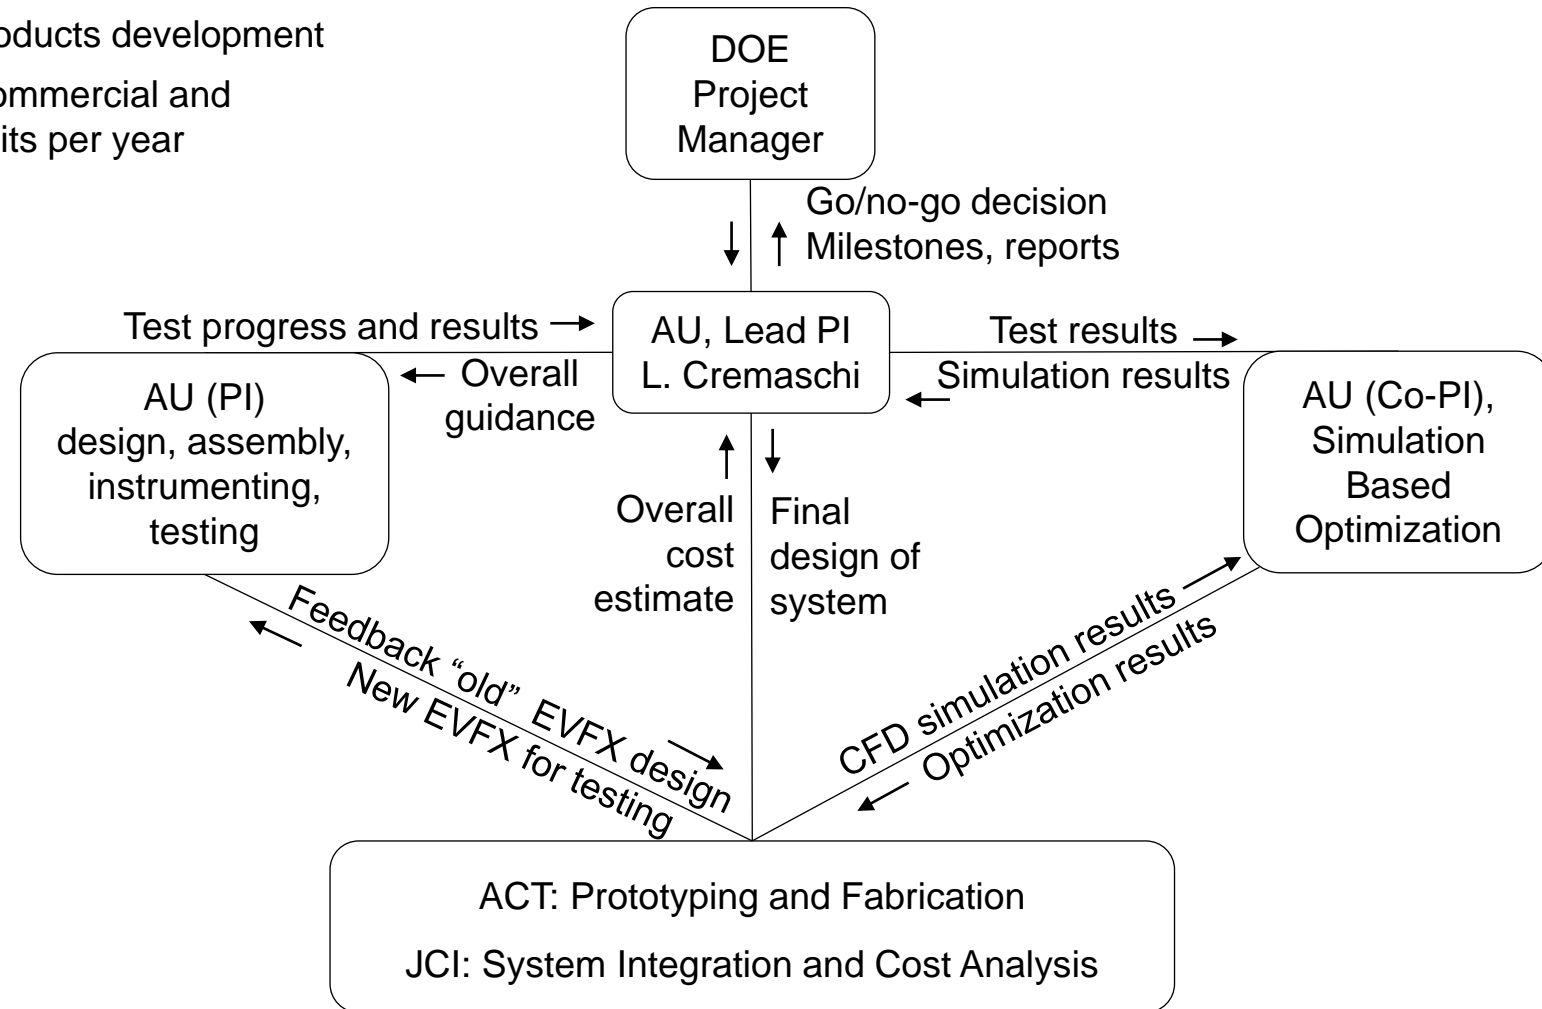 oducts development
ommercial and
its per year
DOE
Project
Manager
Go/no-go decision
Milestones, reports
Test progress and results
AU, Lead PI
L. Cremaschi
Test results
Overall
guidance
Simulation results
AU (PI)
design, assembly,
instrumenting,
testing
AU (Co-PI),
Simulation
Based
Optimization
Overall
cost
estimate
Final
design of
system
Feedback “old” EVFX design
New EVFX for testing
CFD simulation results
Optimization results
ACT: Prototyping and Fabrication
JCI: System Integration and Cost Analysis